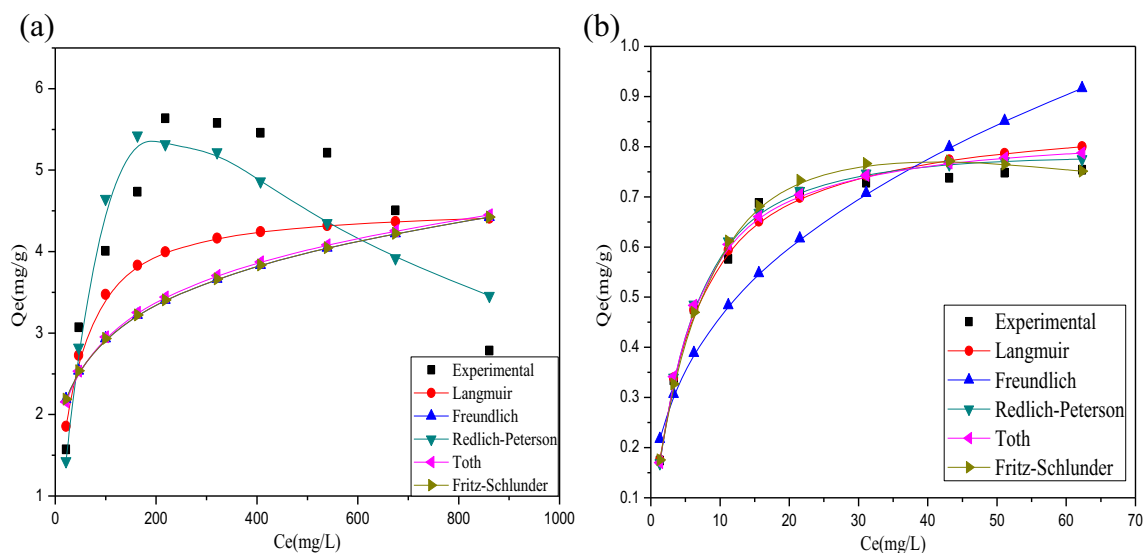 (a)
Qe(mg/g)
6
5
4
3
2
1
0
200
400
600
800
1000
Ce(mg/L)
Experimental
Langmuir
Freundlich
Redlich-Peterson
Toth
Fritz-Schlunder
(b)
Qe(mg/g)
1.0
0.9
0.8
0.7
0.6
0.5
0.4
0.3
0.2
0.1
0
10
20
30
40
50
60
70
Ce(mg/L)
Experimental
Langmuir
Freundlich
Redlich-Peterson
Toth
Fritz-Schlunder